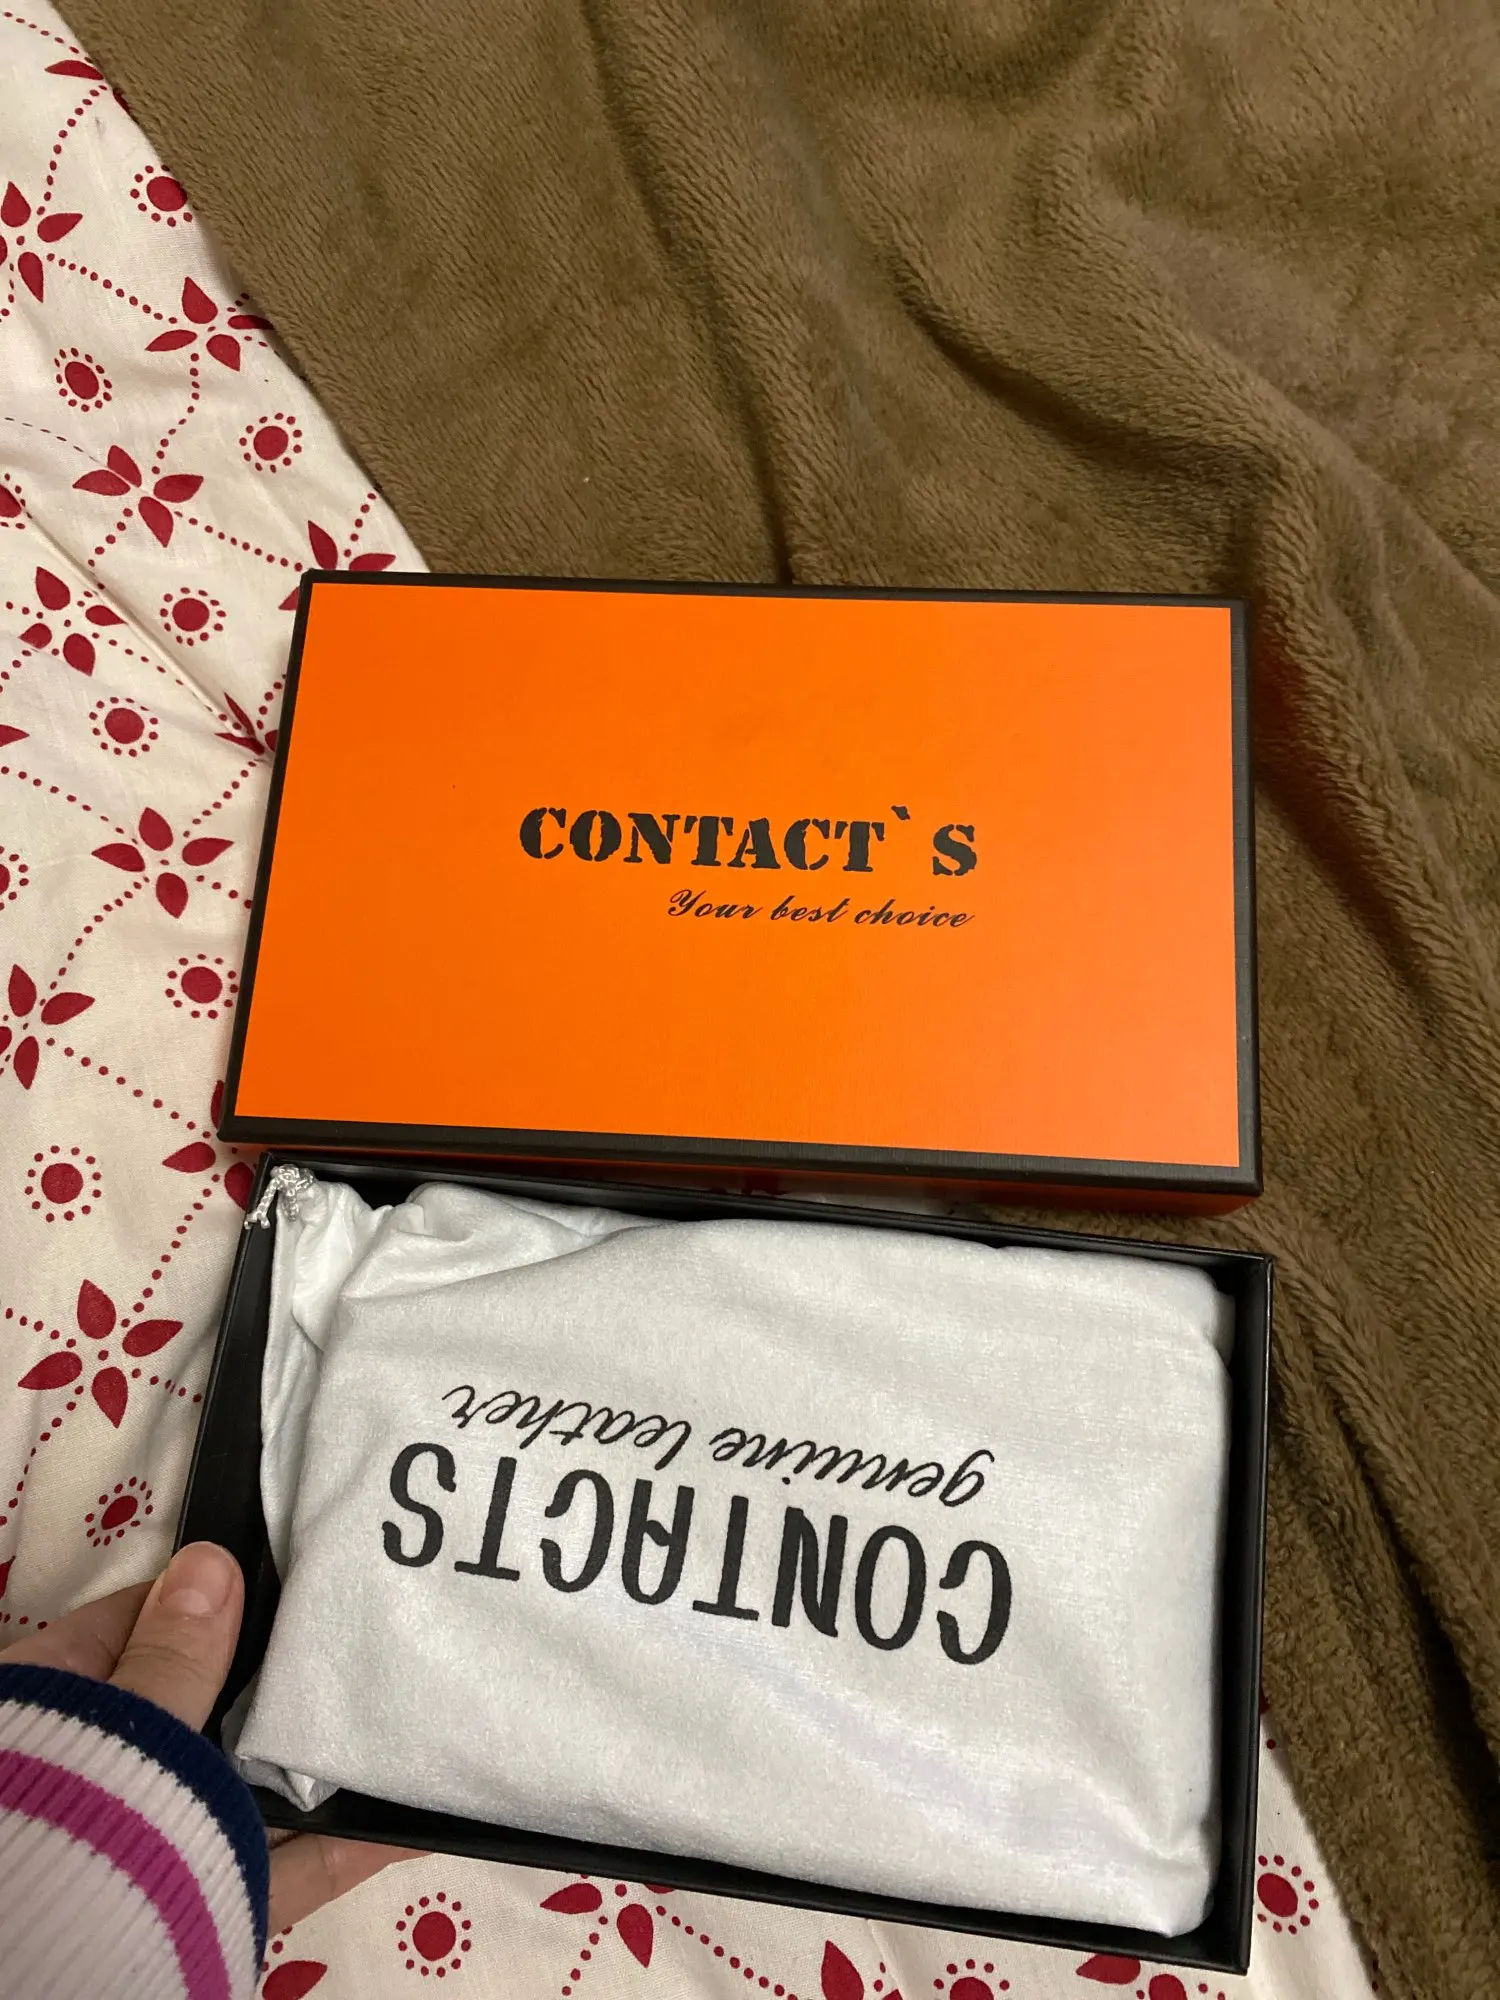 CONTACT`S
Your best choice
CONTACTS
genuine leather